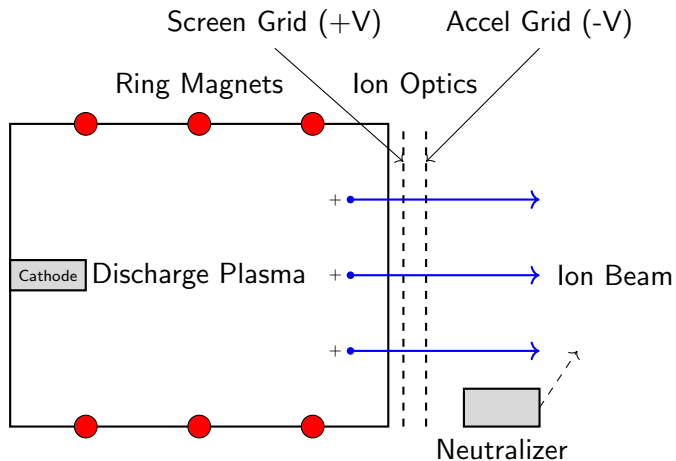 Screen Grid (+V)
Accel Grid (-V)
Ring Magnets
Ion Optics
+
Cathode
Discharge Plasma
+
Ion Beam
+
Neutralizer